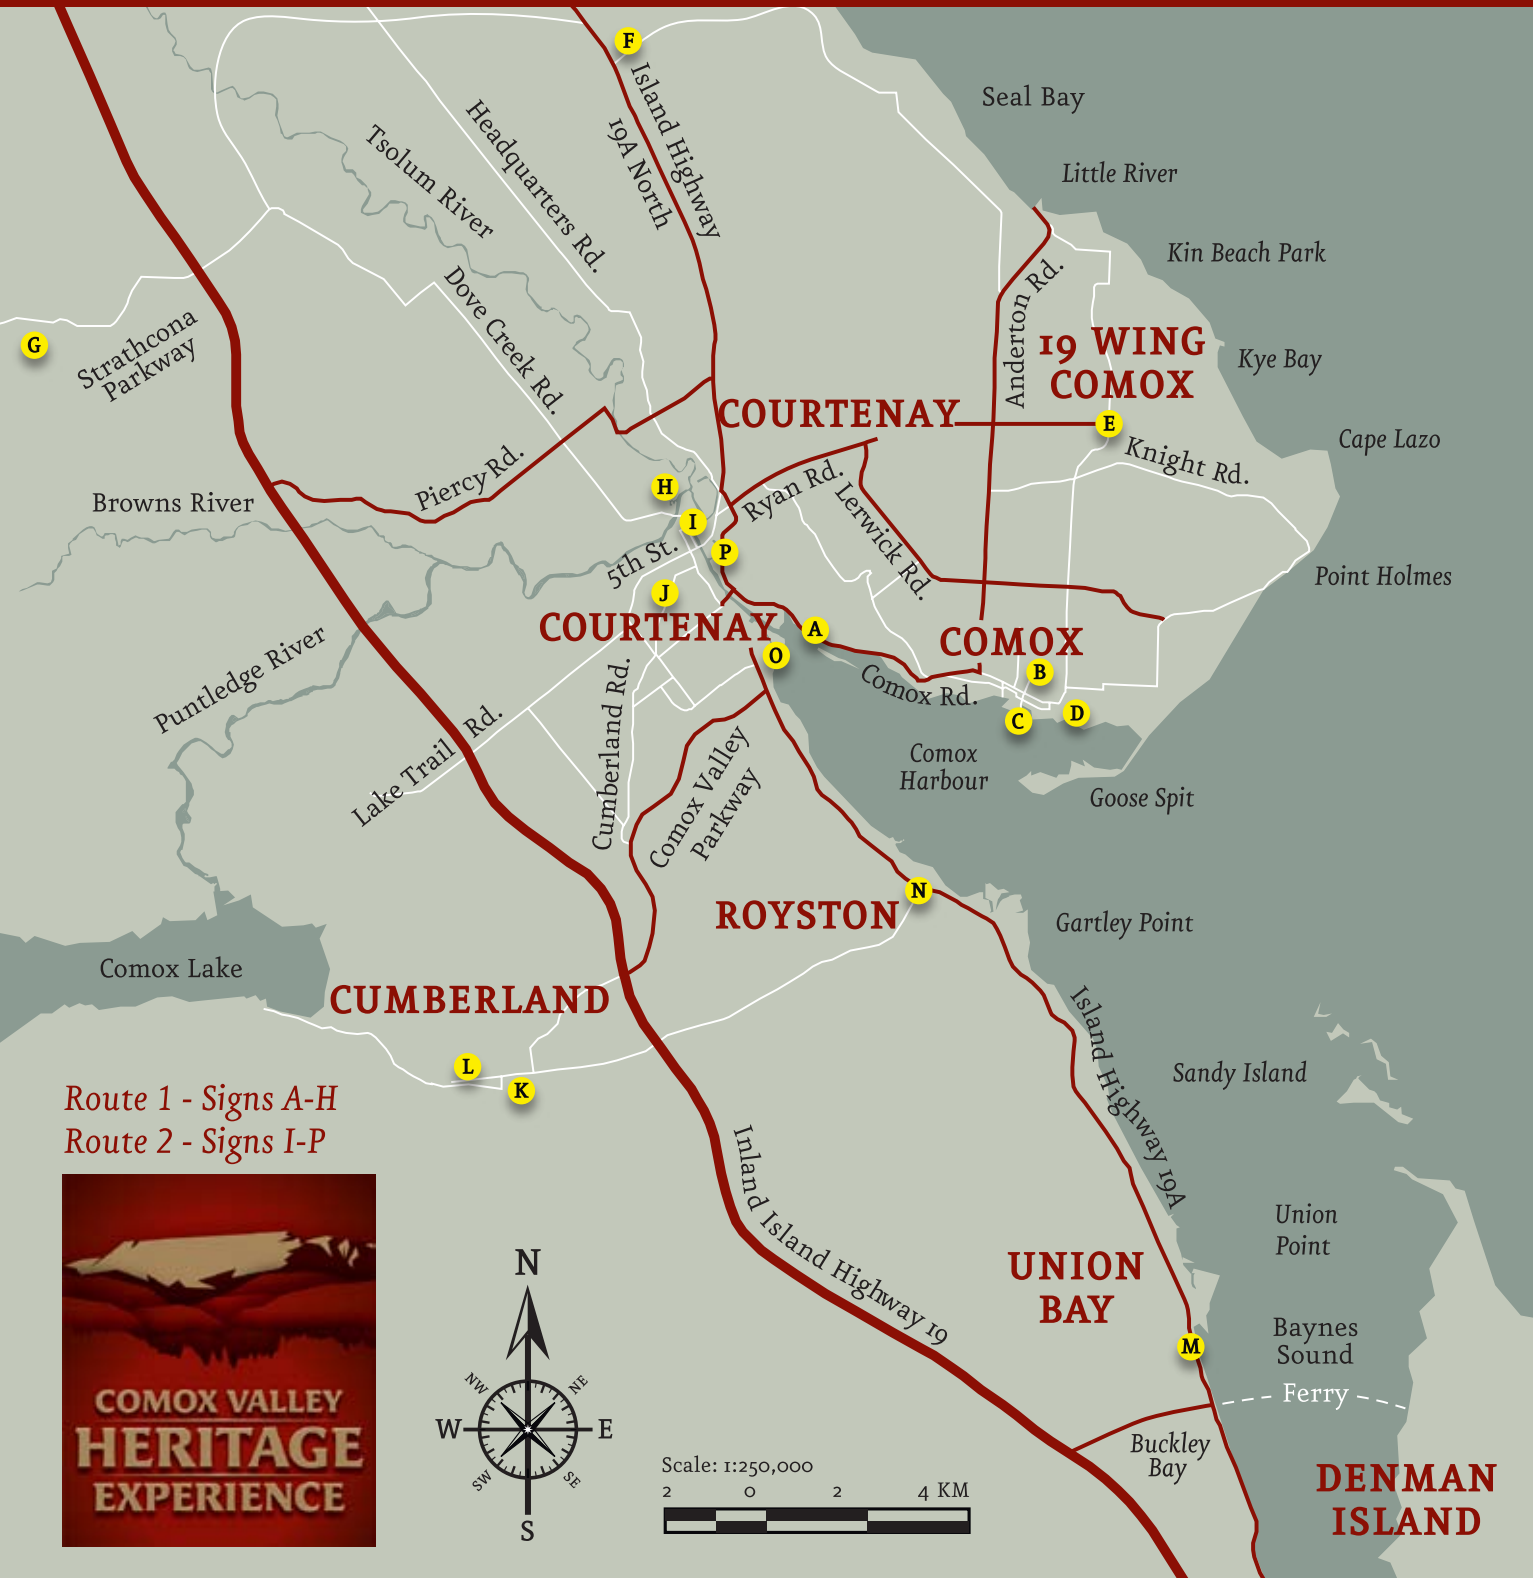 F
Island Highway
19A North
Headquarters Rd.
Tsolum River
Seal Bay
Little River
Kin Beach Park
Anderton Rd.
Dove Creek Rd.
G
Strathcona
Parkway
19 WING
COMOX
Kye Bay
COURTENAY
E
Knight Rd.
Cape Lazo
Piercy Rd.
Browns River
H
I
P
Ryan Rd.
Lerwick Rd.
5th St.
J
Point Holmes
COURTENAY
A
O
COMOX
B
C
D
Comox Rd.
Puntledge River
Lake Trail Rd.
Cumberland Rd.
Comox Valley
Parkway
Comox
Harbour
Goose Spit
ROYSTON
N
Gartley Point
Comox Lake
CUMBERLAND
L
K
Island Highway 19A
Sandy Island
Route 1 - Signs A-H
Route 2 - Signs I-P
Inland Island Highway 19
Union
Point
UNION
BAY
M
Baynes
Sound
Ferry
Buckley
Bay
DENMAN
ISLAND
COMOX VALLEY
HERITAGE
EXPERIENCE
N
NW
NE
W
E
SW
SE
S
Scale: 1:250,000
2 0 2 4 KM